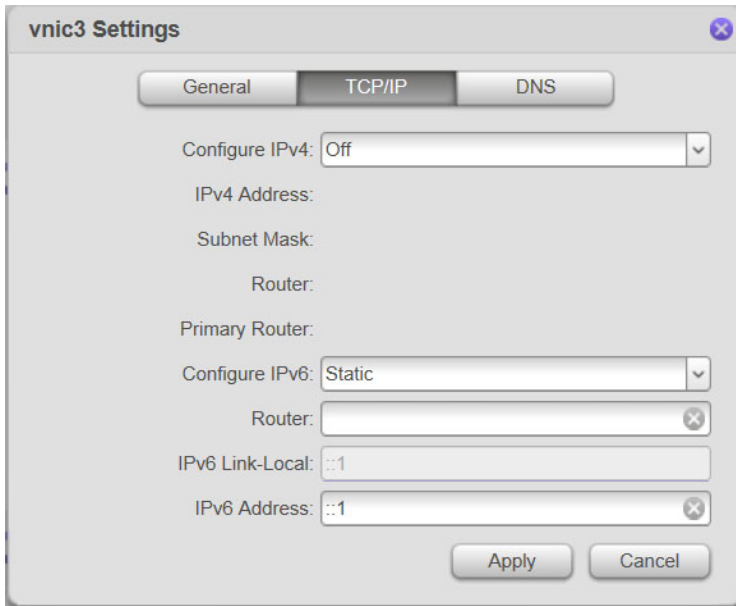 vnic3 Settings
General TCP/IP DNS
Configure IPv4: Off
IPv4 Address:
Subnet Mask:
Router:
Primary Router:
Configure IPv6: Static
Router:
IPv6 Link-Local: ::1
IPv6 Address: ::1
Apply Cancel